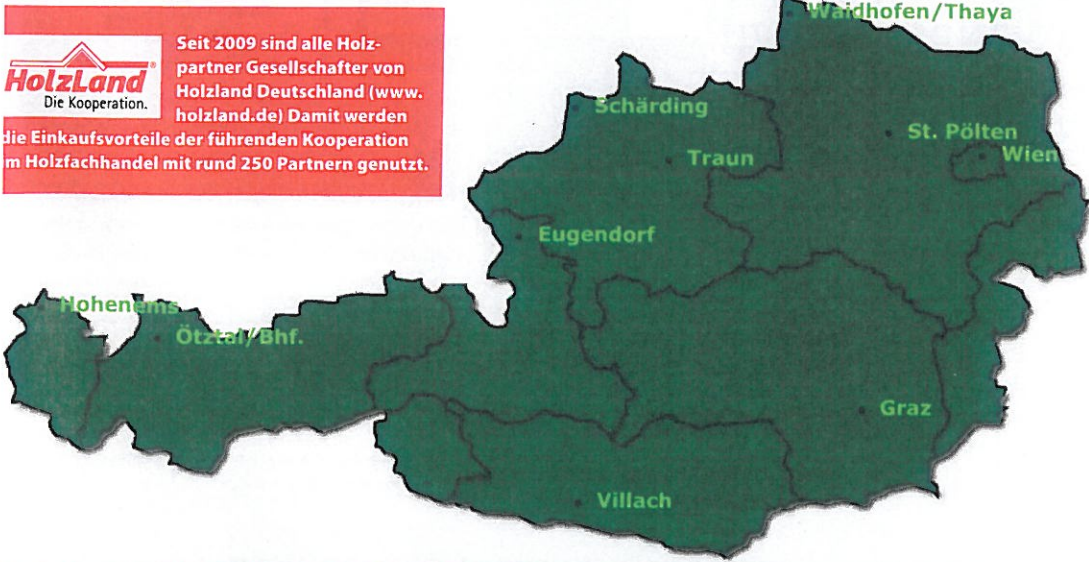 HolzLand®
Die Kooperation.
Seit 2009 sind alle Holz-
partner Gesellschafter von
Holzland Deutschland (www.
holzland.de) Damit werden
die Einkaufsvorteile der führenden Kooperation
m Holzfachhandel mit rund 250 Partnern genutzt.
Waidhofen/Thaya
Schärding
St. Pölten
Traun
Wien
Eugendorf
Hohenems
Ötztal/Bhf.
Graz
Villach